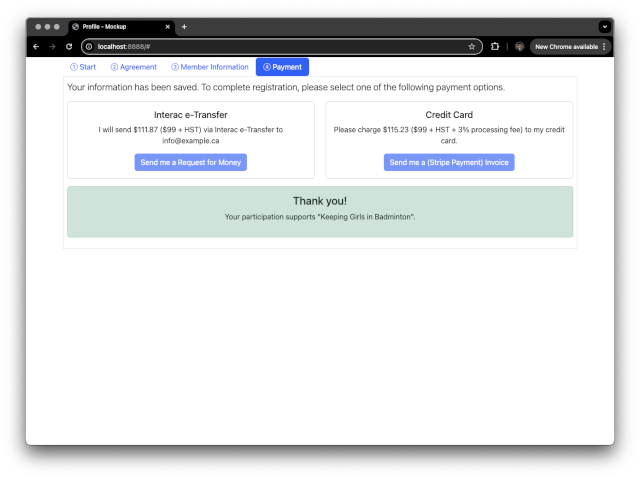 Profile - Mockup
localhost:8888/#
New Chrome available
1 Start
2 Agreement
3 Member Information
4 Payment
Your information has been saved. To complete registration, please select one of the following payment options.
Interac e-Transfer
I will send $111.87 ($99 + HST) via Interac e-Transfer to
info@example.ca
Send me a Request for Money
Credit Card
Please charge $115.23 ($99 + HST + 3% processing fee) to my credit
card.
Send me a (Stripe Payment) Invoice
Thank you!
Your participation supports "Keeping Girls in Badminton".